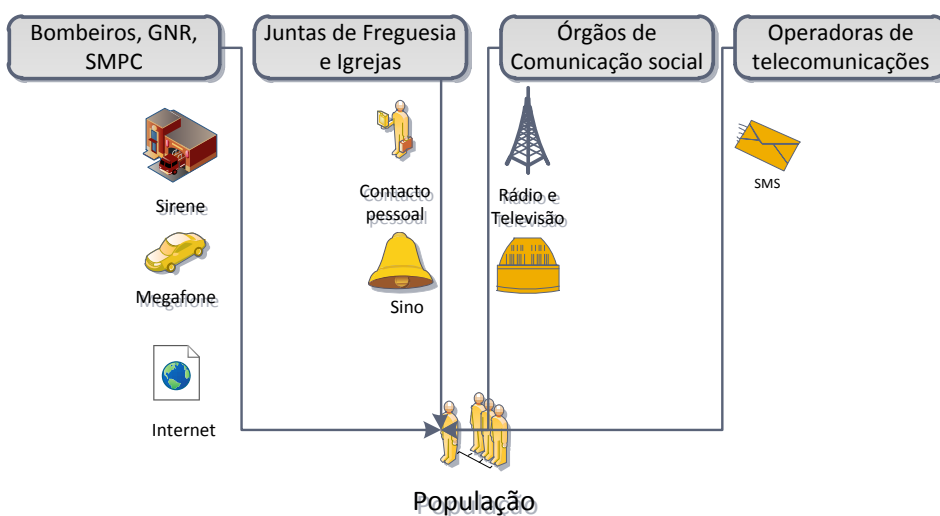 Bombeiros, GNR,
SMPC
Juntas de Freguesia
e Igrejas
Órgãos de
Comunicação social
Operadoras de
telecomunicações
Sirene
Megafone
Internet
Contacto
pessoal
Sino
Rádio e
Televisão
SMS
População